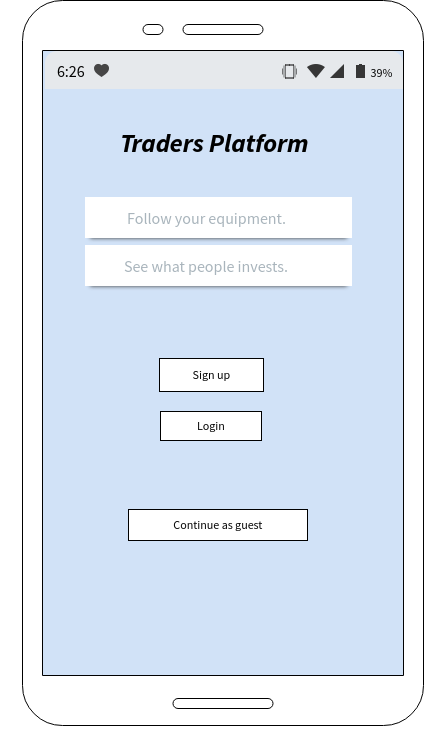 6:26
39%
Traders Platform
Follow your equipment.
See what people invests.
Sign up
Login
Continue as guest